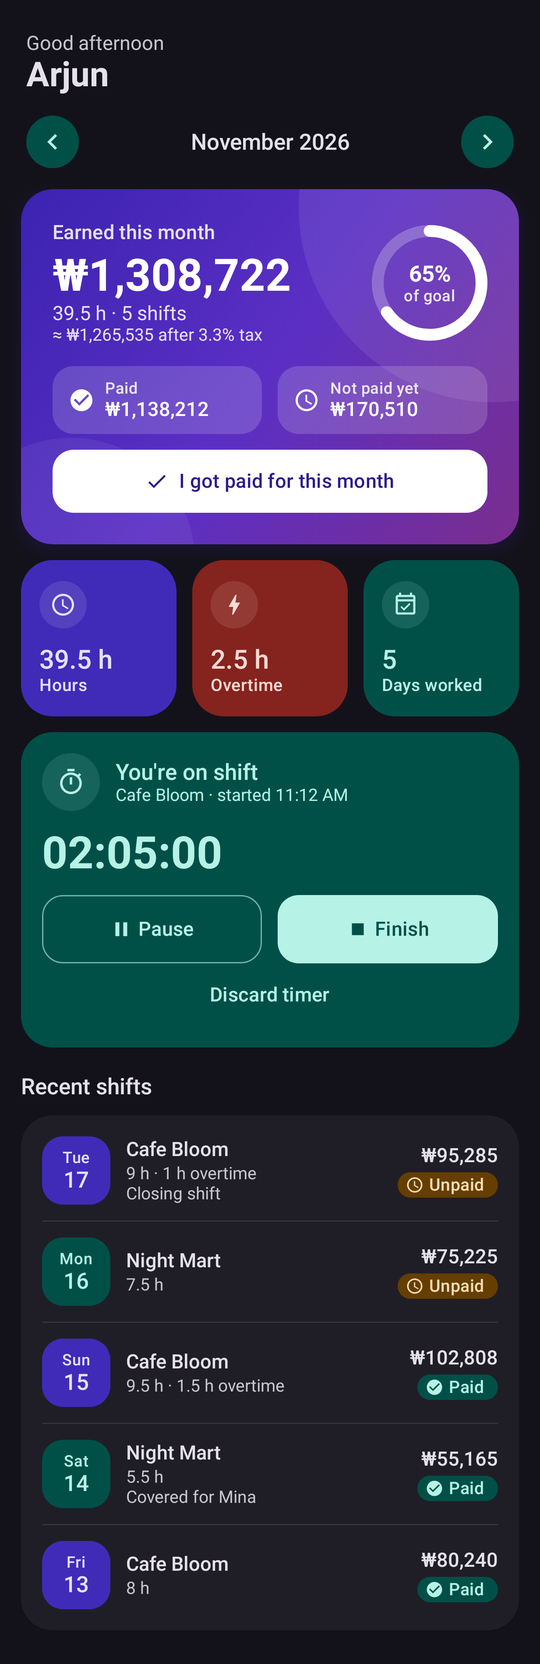 Good afternoon
Arjun
November 2026
Earned this month
₩1,308,722
39.5 h · 5 shifts
≈ ₩1,265,535 after 3.3% tax
65%
of goal
Paid
₩1,138,212
Not paid yet
₩170,510
I got paid for this month
39.5 h
Hours
2.5 h
Overtime
5
Days worked
You're on shift
Cafe Bloom · started 11:12 AM
02:05:00
Pause
Finish
Discard timer
Recent shifts
Tue
17
Cafe Bloom
9 h · 1 h overtime
Closing shift
₩95,285
Unpaid
Mon
16
Night Mart
7.5 h
₩75,225
Unpaid
Sun
15
Cafe Bloom
9.5 h · 1.5 h overtime
₩102,808
Paid
Sat
14
Night Mart
5.5 h
Covered for Mina
₩55,165
Paid
Fri
13
Cafe Bloom
8 h
₩80,240
Paid